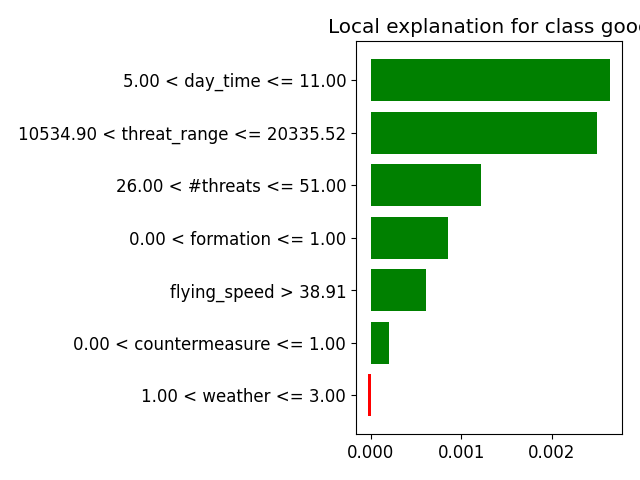 Local explanation for class goo
5.00 < day_time <= 11.00
10534.90 < threat_range <= 20335.52
26.00 < #threats <= 51.00
0.00 < formation <= 1.00
flying_speed > 38.91
0.00 < countermeasure <= 1.00
1.00 < weather <= 3.00
0.000 0.001 0.002